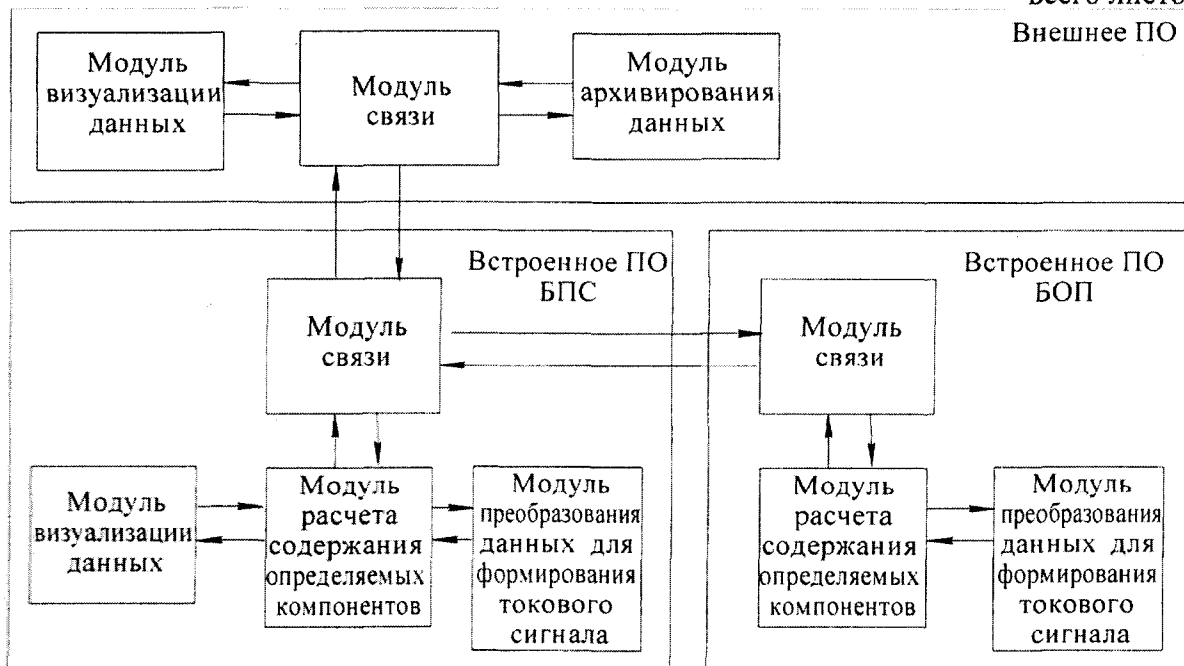 Внешнее ПО
Модуль
визуализации
данных
Модуль
связи
Модуль
архивирования
данных
Встроенное ПО
БПС
Модуль
связи
Встроенное ПО
БОП
Модуль
связи
Модуль
визуализации
данных
Модуль
расчета
содержания
определяемых
компонентов
Модуль
преобразования
данных для
формирования
токового
сигнала
Модуль
расчета
содержания
определяемых
компонентов
Модуль
преобразования
данных для
формирования
токового
сигнала